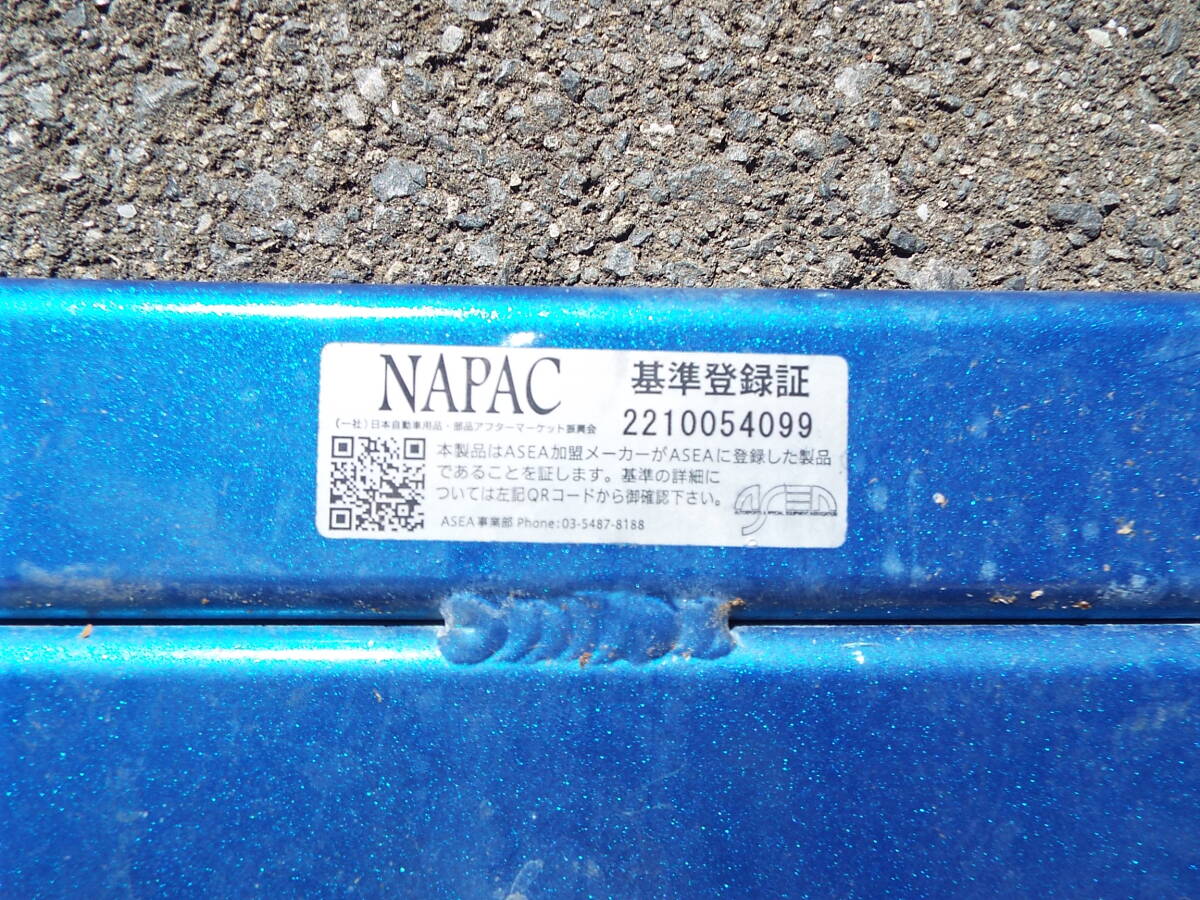 NAPAC
基準登録証
(一社)日本自動車用品・部品アフターマーケット振興会
2210054099
本製品はASEA加盟メーカーがASEAに登録した製品
であることを証します。基準の詳細に
ついては左記QRコードから御確認下さい。
ASEA事業部 Phone:03-5487-8188
ASEA